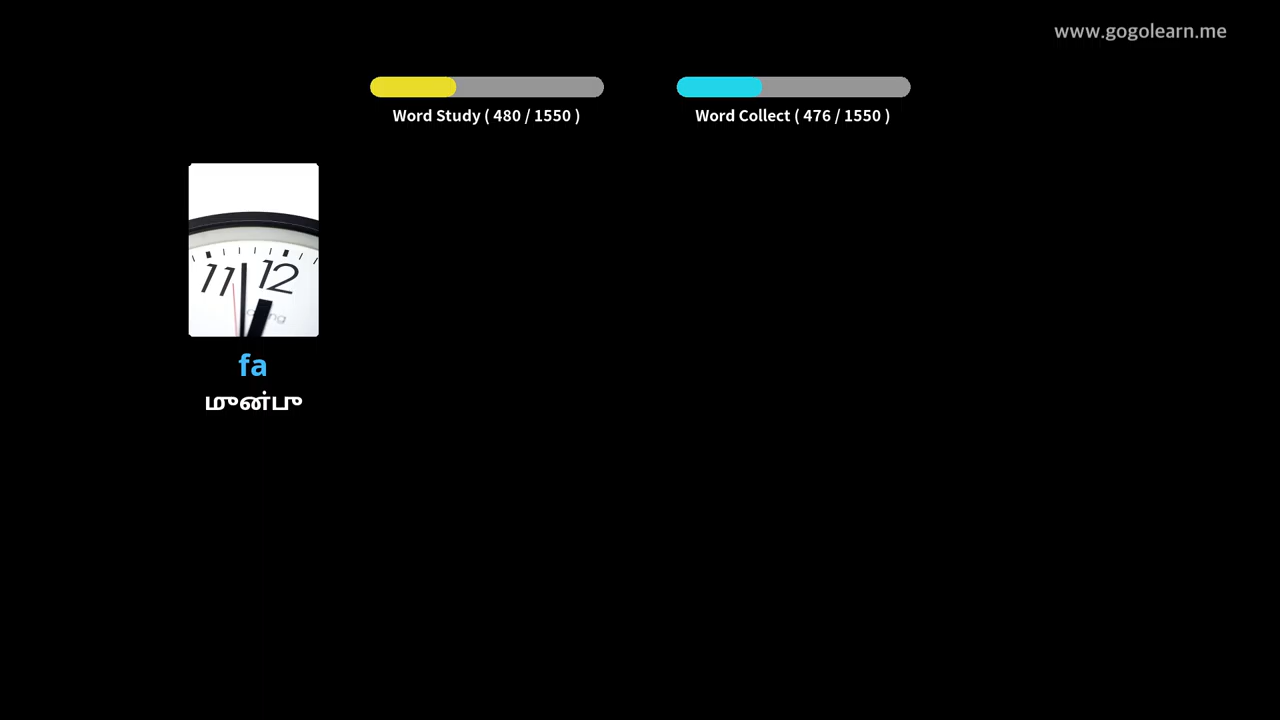 www.gogolearn.me
Word Study ( 480 / 1550 )
Word Collect ( 476 / 1550 )
11 12
fa
முன்பு